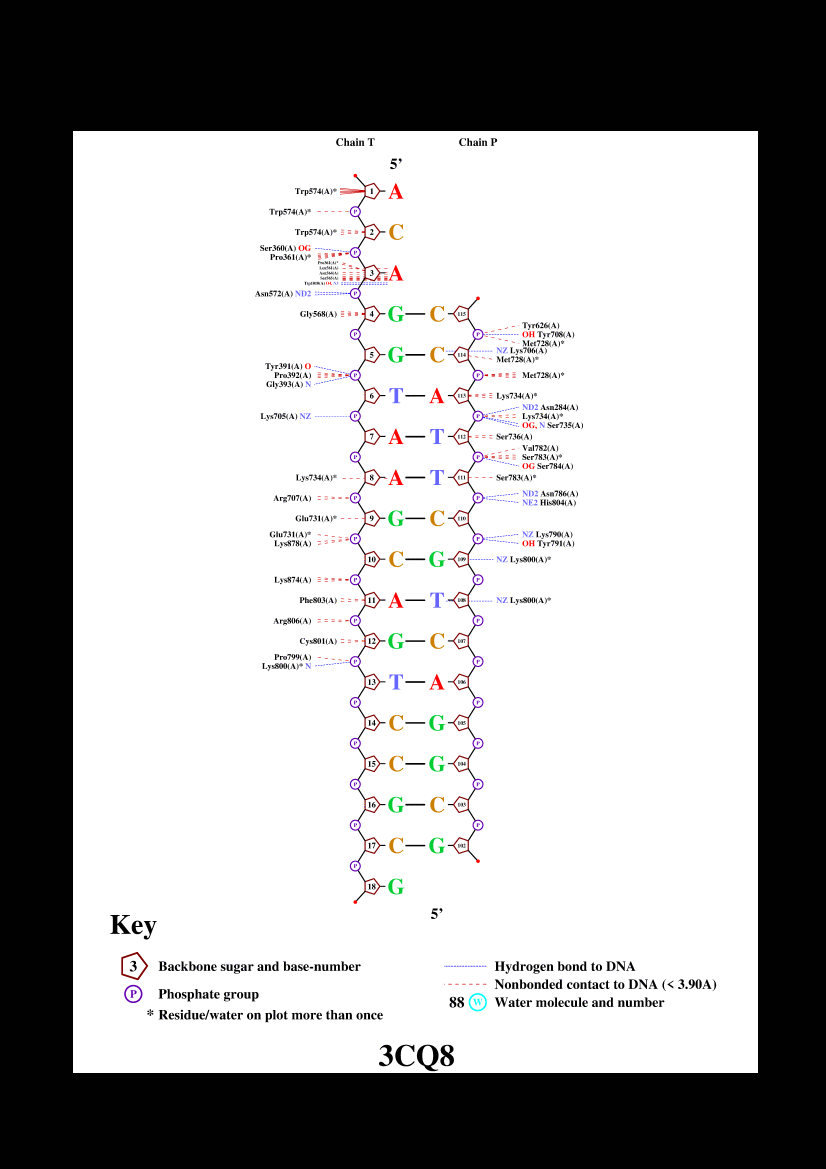 Chain T Chain P
5'
Trp574(A)* 1 A
Trp574(A)* P
Trp574(A)* 2 C
Ser360(A) OG P
Pro361(A)*
Pro361(A)*
3 A
Asn572(A) ND2 P
Gly568(A) 4 G C 115
Tyr626(A)
P P OH Tyr708(A)
Met728(A)*
NZ Lys706(A)
5 G C 114
Met728(A)*
Tyr391(A) O
Pro392(A) P P Met728(A)*
Gly393(A) N
6 T A 113 Lys734(A)*
ND2 Asn284(A)
Lys705(A) NZ P P Lys734(A)*
OG, N Ser735(A)
7 A T 112 Ser736(A)
Val782(A)
P P Ser783(A)*
OG Ser784(A)
Lys734(A)* 8 A T 111 Ser783(A)*
ND2 Asn786(A)
Arg707(A) P P
NE2 His804(A)
Glu731(A)* 9 G C 110
Glu731(A)* P P NZ Lys790(A)
Lys878(A) OH Tyr791(A)
10 C G 109 NZ Lys800(A)*
Lys874(A) P P
Phe803(A) 11 A T 108 NZ Lys800(A)*
Arg806(A) P P
Cys801(A) 12 G C 107
Pro799(A) P P
Lys800(A)* N
13 T A 106
P P
14 C G 105
P P
15 C G 104
P P
16 G C 103
P P
17 C G 102
P
18 G
5'
Key
3 Backbone sugar and base-number
P Phosphate group
* Residue/water on plot more than once
Hydrogen bond to DNA
Nonbonded contact to DNA (< 3.90A)
88 W Water molecule and number
3CQ8